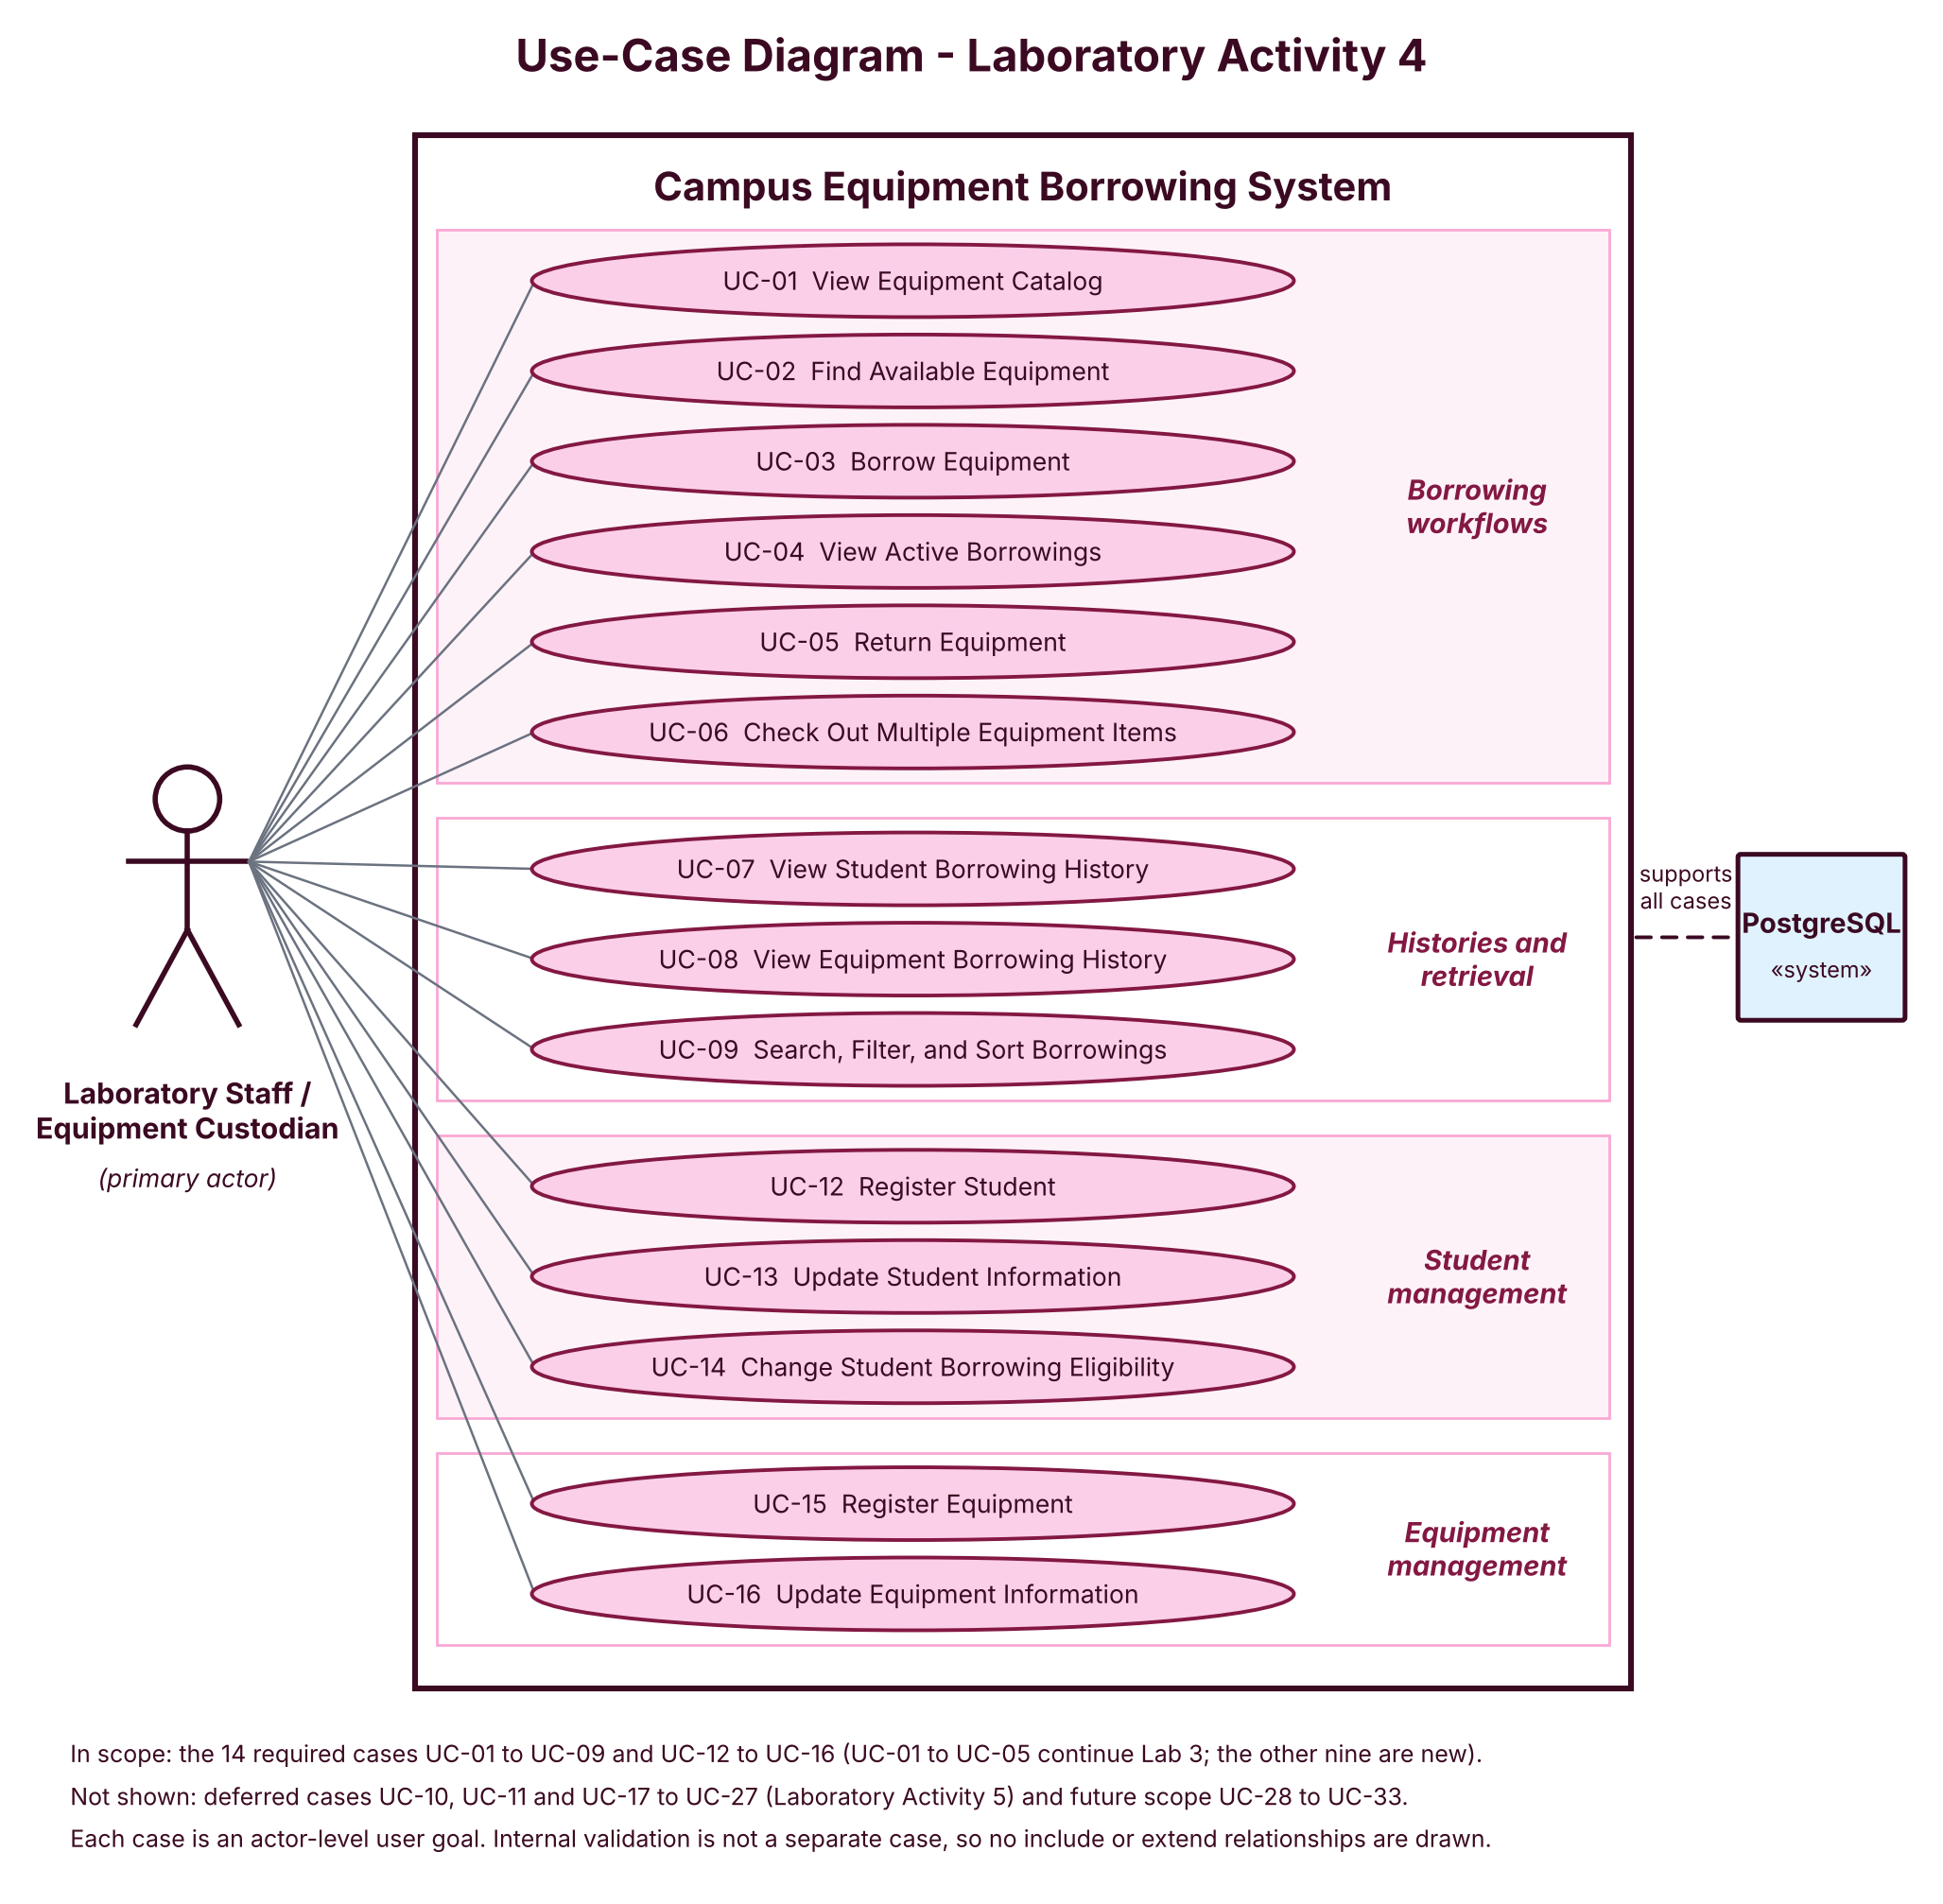 Use-Case Diagram - Laboratory Activity 4
Campus Equipment Borrowing System
UC-01 View Equipment Catalog
UC-02 Find Available Equipment
UC-03 Borrow Equipment
UC-04 View Active Borrowings
UC-05 Return Equipment
UC-06 Check Out Multiple Equipment Items
Borrowing
workflows
UC-07 View Student Borrowing History
UC-08 View Equipment Borrowing History
UC-09 Search, Filter, and Sort Borrowings
Histories and
retrieval
UC-12 Register Student
UC-13 Update Student Information
UC-14 Change Student Borrowing Eligibility
Student
management
UC-15 Register Equipment
UC-16 Update Equipment Information
Equipment
management
Laboratory Staff /
Equipment Custodian
(primary actor)
supports
all cases
PostgreSQL
«system»
In scope: the 14 required cases UC-01 to UC-09 and UC-12 to UC-16 (UC-01 to UC-05 continue Lab 3; the other nine are new).
Not shown: deferred cases UC-10, UC-11 and UC-17 to UC-27 (Laboratory Activity 5) and future scope UC-28 to UC-33.
Each case is an actor-level user goal. Internal validation is not a separate case, so no include or extend relationships are drawn.